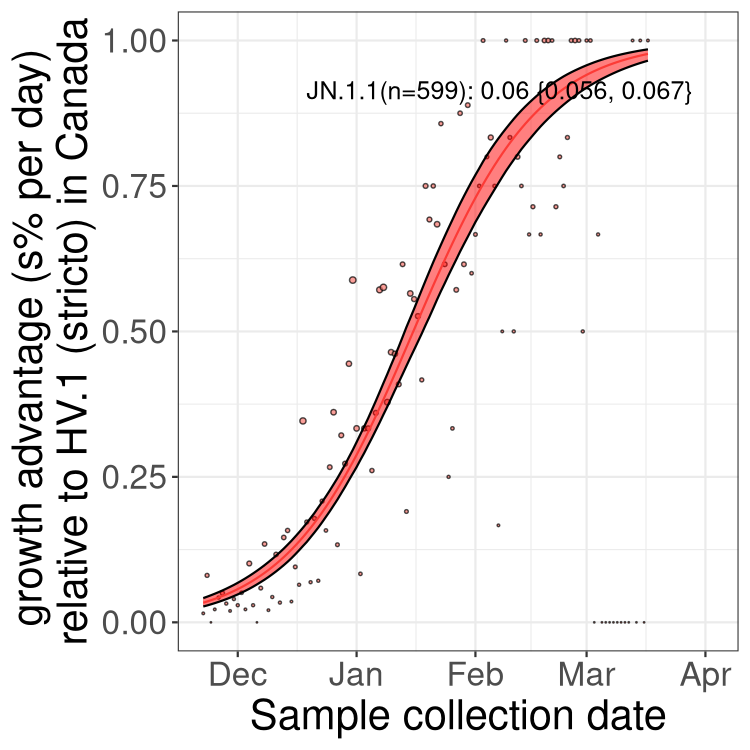 growth advantage (s% per day)
relative to HV.1 (stricto) in Canada
1.00
0.75
0.50
0.25
0.00
JN.1.1(n=599): 0.06 {0.056, 0.067}
Dec Jan Feb Mar Apr
Sample collection date